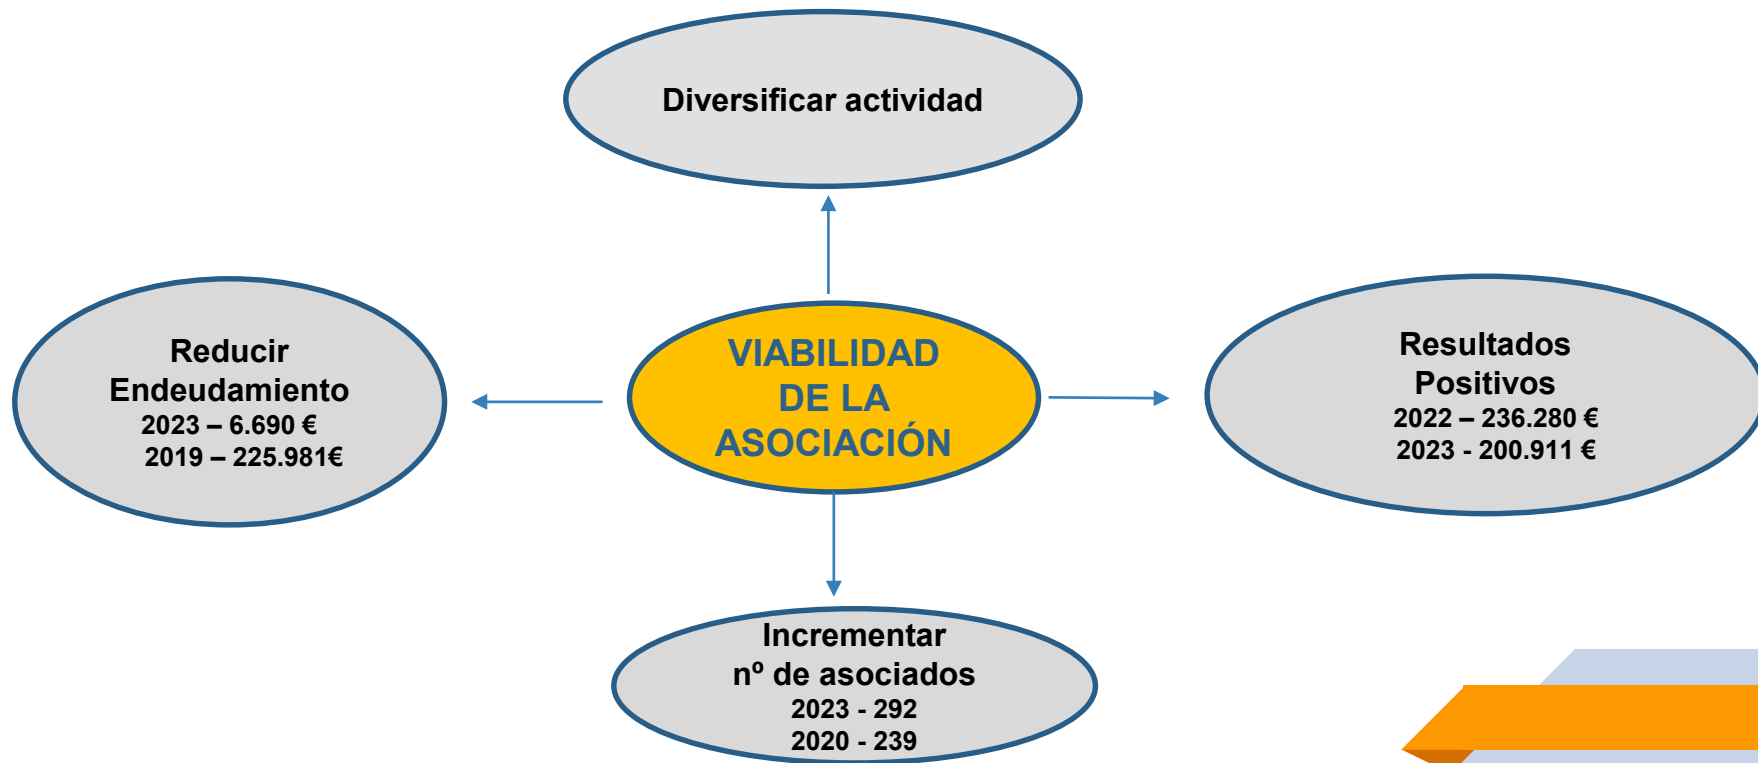 Diversificar actividad
Reducir
Endeudamiento
2023 – 6.690 €
2019 – 225.981€
VIABILIDAD
DE LA
ASOCIACIÓN
Resultados
Positivos
2022 – 236.280 €
2023 - 200.911 €
Incrementar
nº de asociados
2023 - 292
2020 - 239